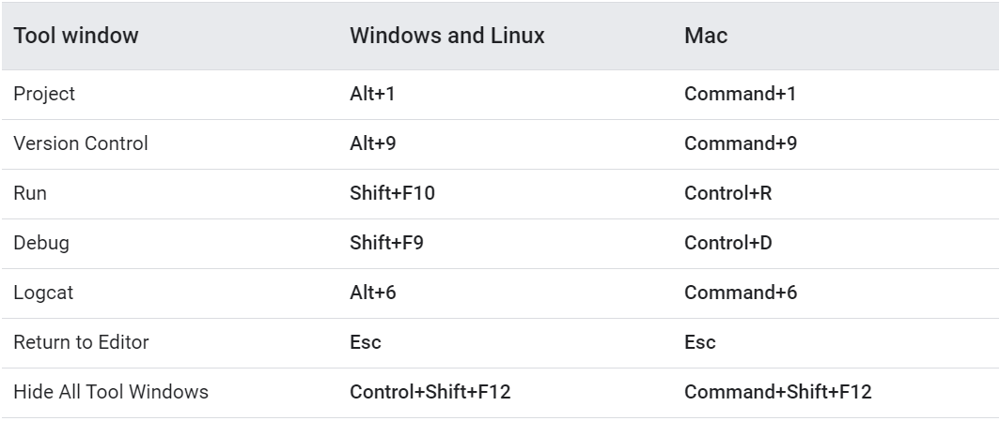 Tool window Windows and Linux Mac
Project Alt+1 Command+1
Version Control Alt+9 Command+9
Run Shift+F10 Control+R
Debug Shift+F9 Control+D
Logcat Alt+6 Command+6
Return to Editor Esc Esc
Hide All Tool Windows Control+Shift+F12 Command+Shift+F12